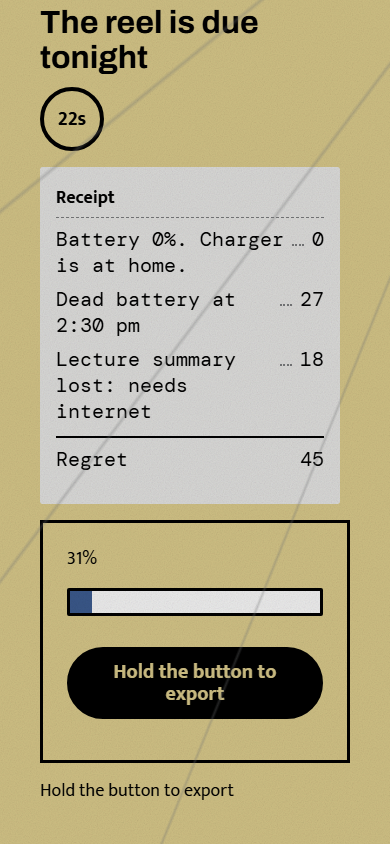 The reel is due
tonight
22s
Receipt
Battery 0%. Charger .... 0
is at home.
Dead battery at .... 27
2:30 pm
Lecture summary .... 18
lost: needs
internet
Regret 45
31%
Hold the button to
export
Hold the button to export